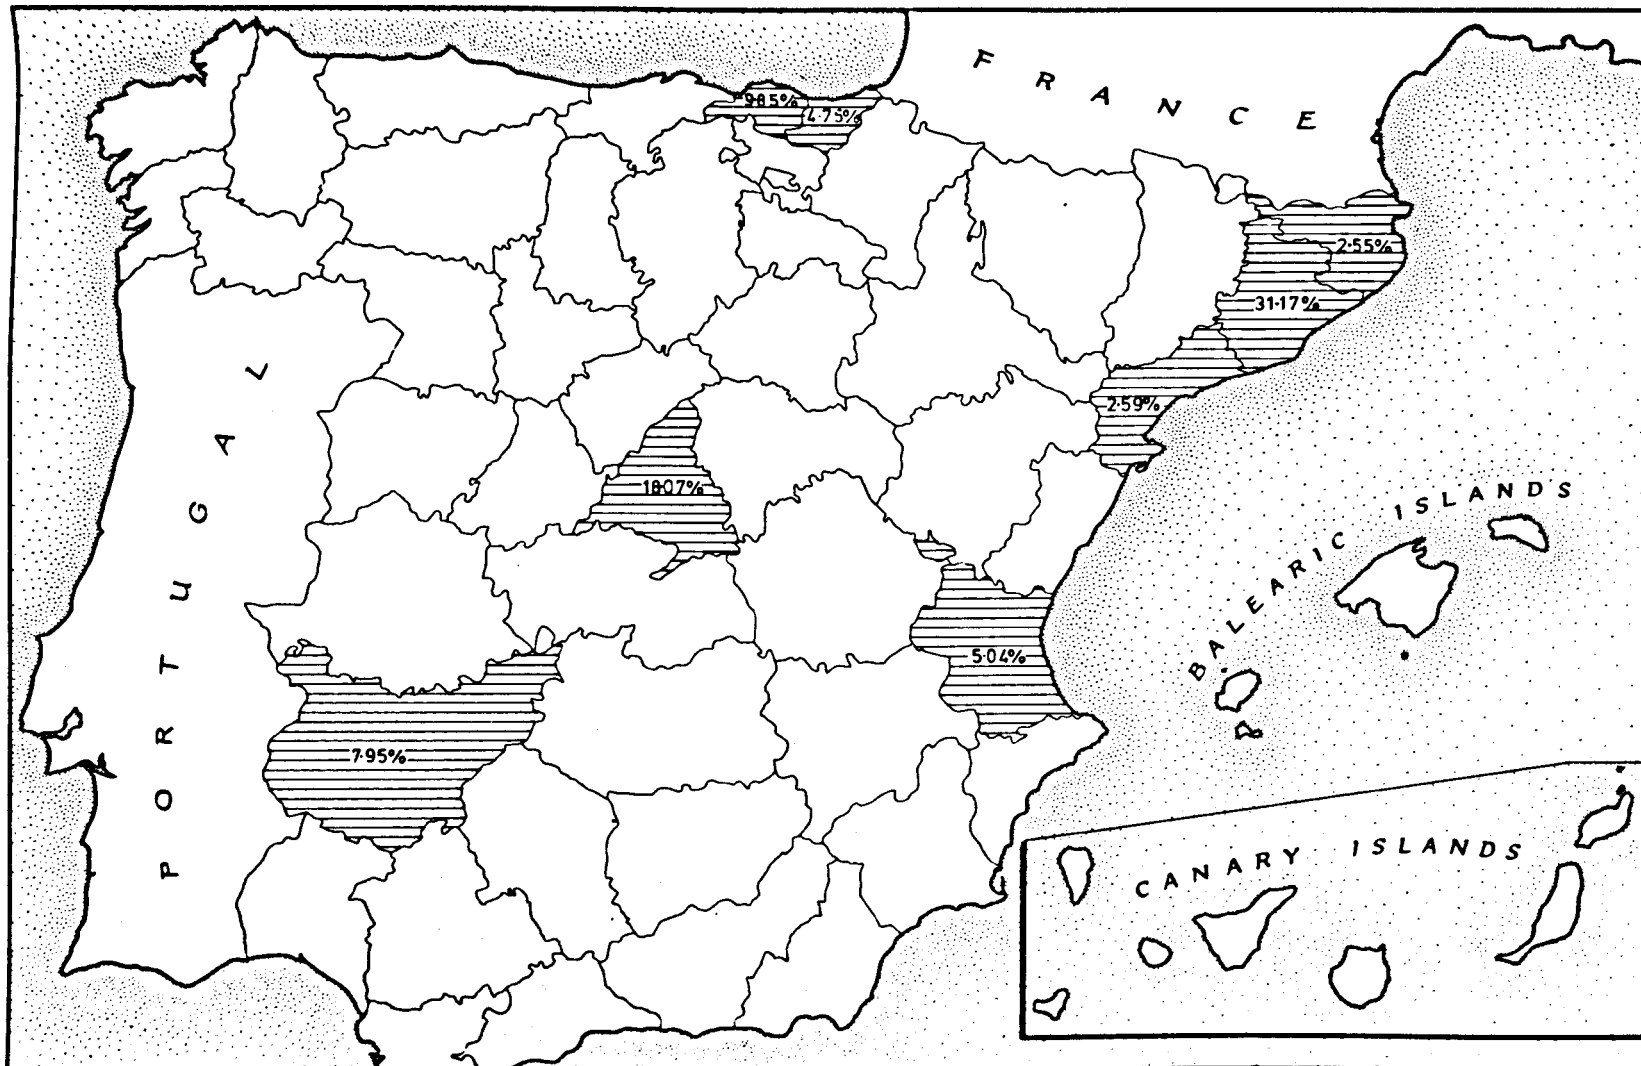 FRANCE
9·85%
4·75%
2·55%
31·17%
2·59%
18·07%
5·04%
7·95%
PORTUGAL
BALEARIC ISLANDS
CANARY ISLANDS